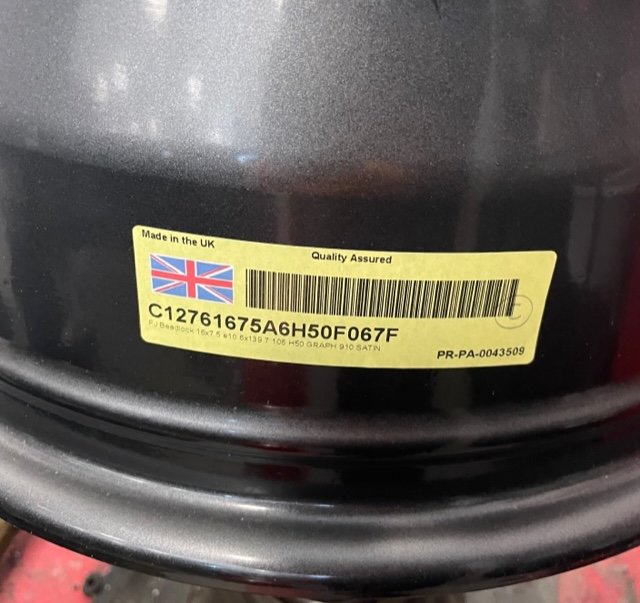 Made in the UK
Quality Assured
C
C12761675A6H50F067F
PJ Beadlock 16x7.5 e10 6x139.7 106 H50 GRAPH 910 SATIN
PR-PA-0043509